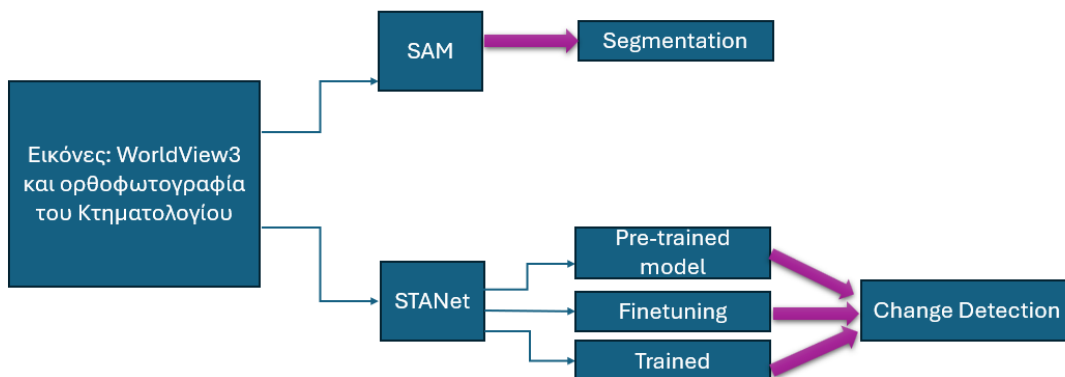 Εικόνες: WorldView3
και ορθοφωτογραφία
του Κτηματολογίου
SAM
Segmentation
STANet
Pre-trained
model
Finetuning
Trained
Change Detection